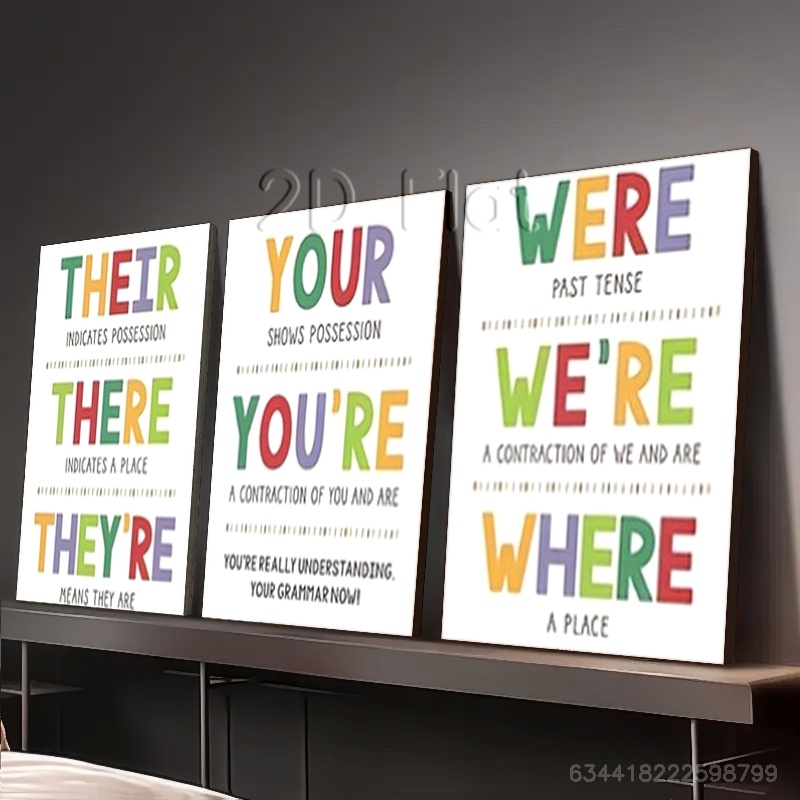 2D Flat
THEIR
INDICATES POSSESSION
THERE
INDICATES A PLACE
THEY'RE
MEANS THEY ARE
YOUR
SHOWS POSSESSION
YOU'RE
A CONTRACTION OF YOU AND ARE
YOU'RE REALLY UNDERSTANDING.
YOUR GRAMMAR NOW!
WERE
PAST TENSE
WE'RE
A CONTRACTION OF WE AND ARE
WHERE
A PLACE
634418222598799